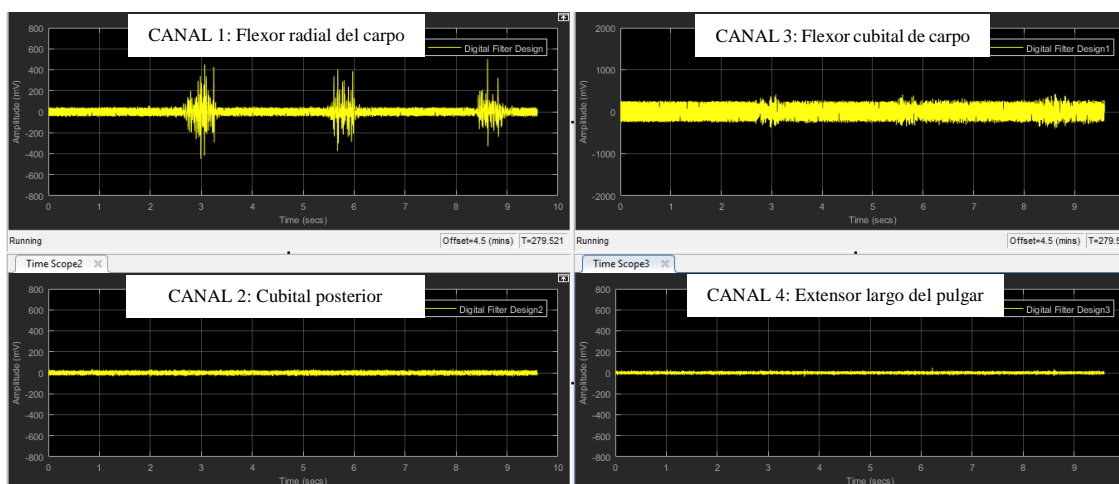 CANAL 1: Flexor radial del carpo
Digital Filter Design
Amplitude (mV)
800
600
400
200
0
-200
-400
-600
-800
0 1 2 3 4 5 6 7 8 9 10
Time (secs)
Running
Offset=4.5 (mins) T=279.521
CANAL 3: Flexor cubital de carpo
Digital Filter Design1
Amplitude (mV)
2000
1000
0
-1000
-2000
0 1 2 3 4 5 6 7 8 9
Time (secs)
Running
Offset=4.5 (mins) T=279.5
Time Scope2
CANAL 2: Cubital posterior
Digital Filter Design2
Amplitude (mV)
800
600
400
200
0
-200
-400
-600
-800
0 1 2 3 4 5 6 7 8 9 10
Time (secs)
Time Scope3
CANAL 4: Extensor largo del pulgar
Digital Filter Design3
Amplitude (mV)
800
600
400
200
0
-200
-400
-600
-800
0 1 2 3 4 5 6 7 8 9
Time (secs)